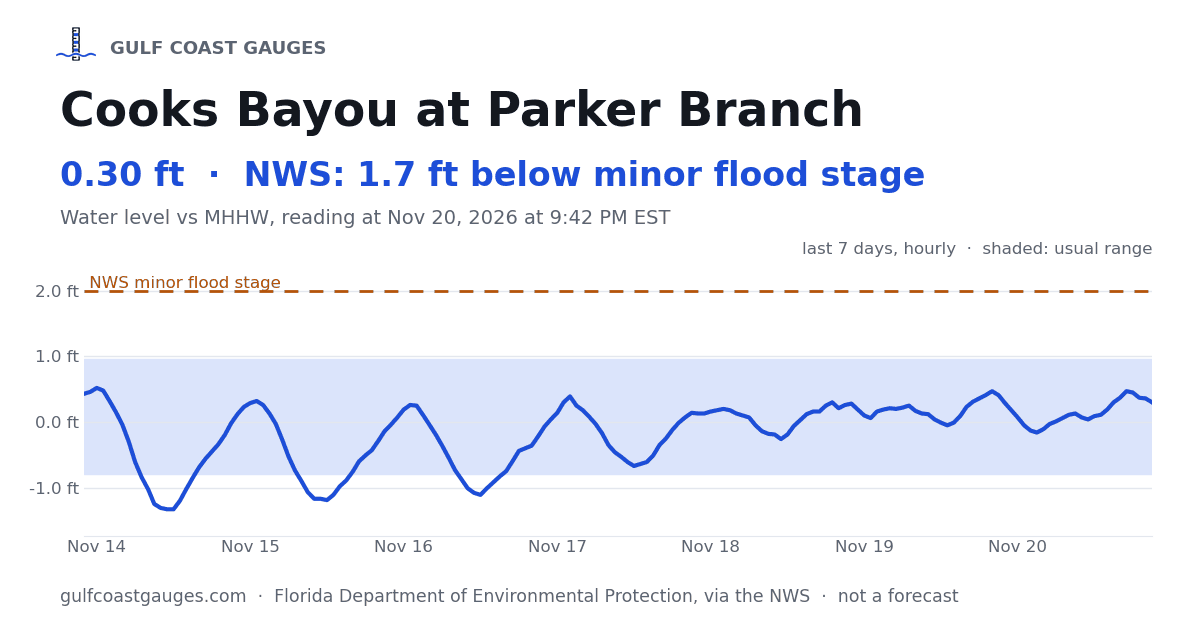 GULF COAST GAUGES
Cooks Bayou at Parker Branch
0.30 ft · NWS: 1.7 ft below minor flood stage
Water level vs MHHW, reading at Nov 20, 2026 at 9:42 PM EST
last 7 days, hourly · shaded: usual range
NWS minor flood stage
2.0 ft
1.0 ft
0.0 ft
-1.0 ft
Nov 14 Nov 15 Nov 16 Nov 17 Nov 18 Nov 19 Nov 20
gulfcoastgauges.com · Florida Department of Environmental Protection, via the NWS · not a forecast